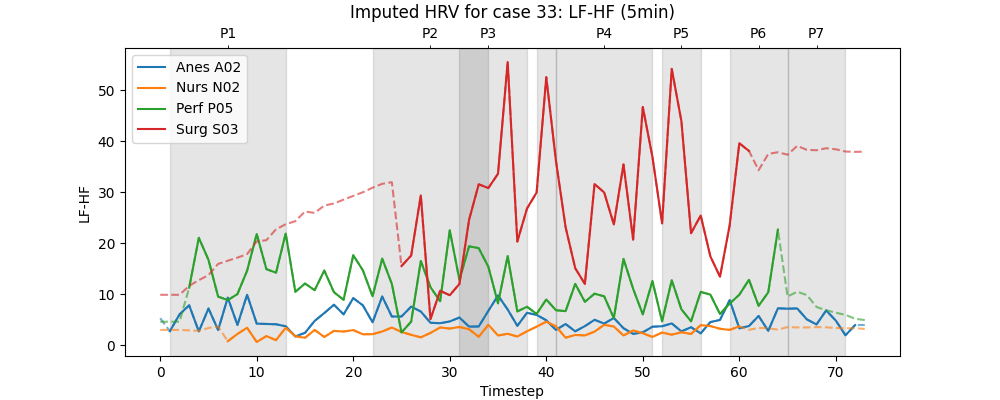 Imputed HRV for case 33: LF-HF (5min)
P1 P2 P3 P4 P5 P6 P7
Anes A02
Nurs N02
Perf P05
Surg S03
50
40
30
20
10
0
LF-HF
0 10 20 30 40 50 60 70
Timestep